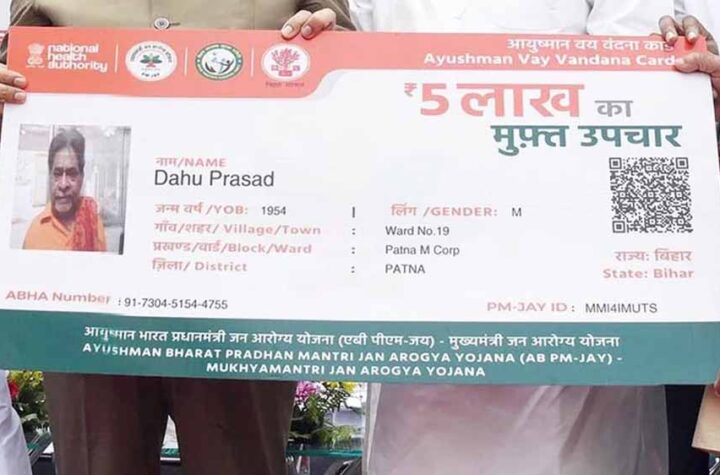 national
health
authority
PM-JAY
आयुष्मान वय वंदना कार्ड
Ayushman Vay Vandana Card
₹5 लाख का
मुफ़्त उपचार
नाम/NAME
Dahu Prasad
जन्म वर्ष /YOB: 1954 | लिंग /GENDER: M
गाँव/शहर/ Village/Town : Ward No.19
प्रखण्ड/वार्ड/Block/Ward : Patna M Corp
ज़िला/ District : PATNA
राज्य: बिहार
State: Bihar
ABHA Number : 91-7304-5154-4755
PM-JAY ID : MMI4IMUTS
आयुष्मान भारत प्रधानमंत्री जन आरोग्य योजना (एबी पीएम-जय) - मुख्यमंत्री जन आरोग्य योजना
AYUSHMAN BHARAT PRADHAN MANTRI JAN AROGYA YOJANA (AB PM-JAY) -
MUKHYAMANTRI JAN AROGYA YOJANA